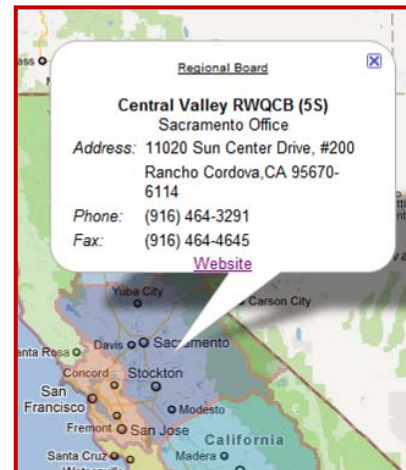 Regional Board
Central Valley RWQCB (5S)
Sacramento Office
Address: 11020 Sun Center Drive, #200
Rancho Cordova,CA 95670-
6114
Phone: (916) 464-3291
Fax: (916) 464-4645
Website
Yuba City
Carson City
Santa Rosa
Davis
Sacramento
Concord
Stockton
San
Francisco
Modesto
Fremont
San Jose
California
Santa Cruz
Madera